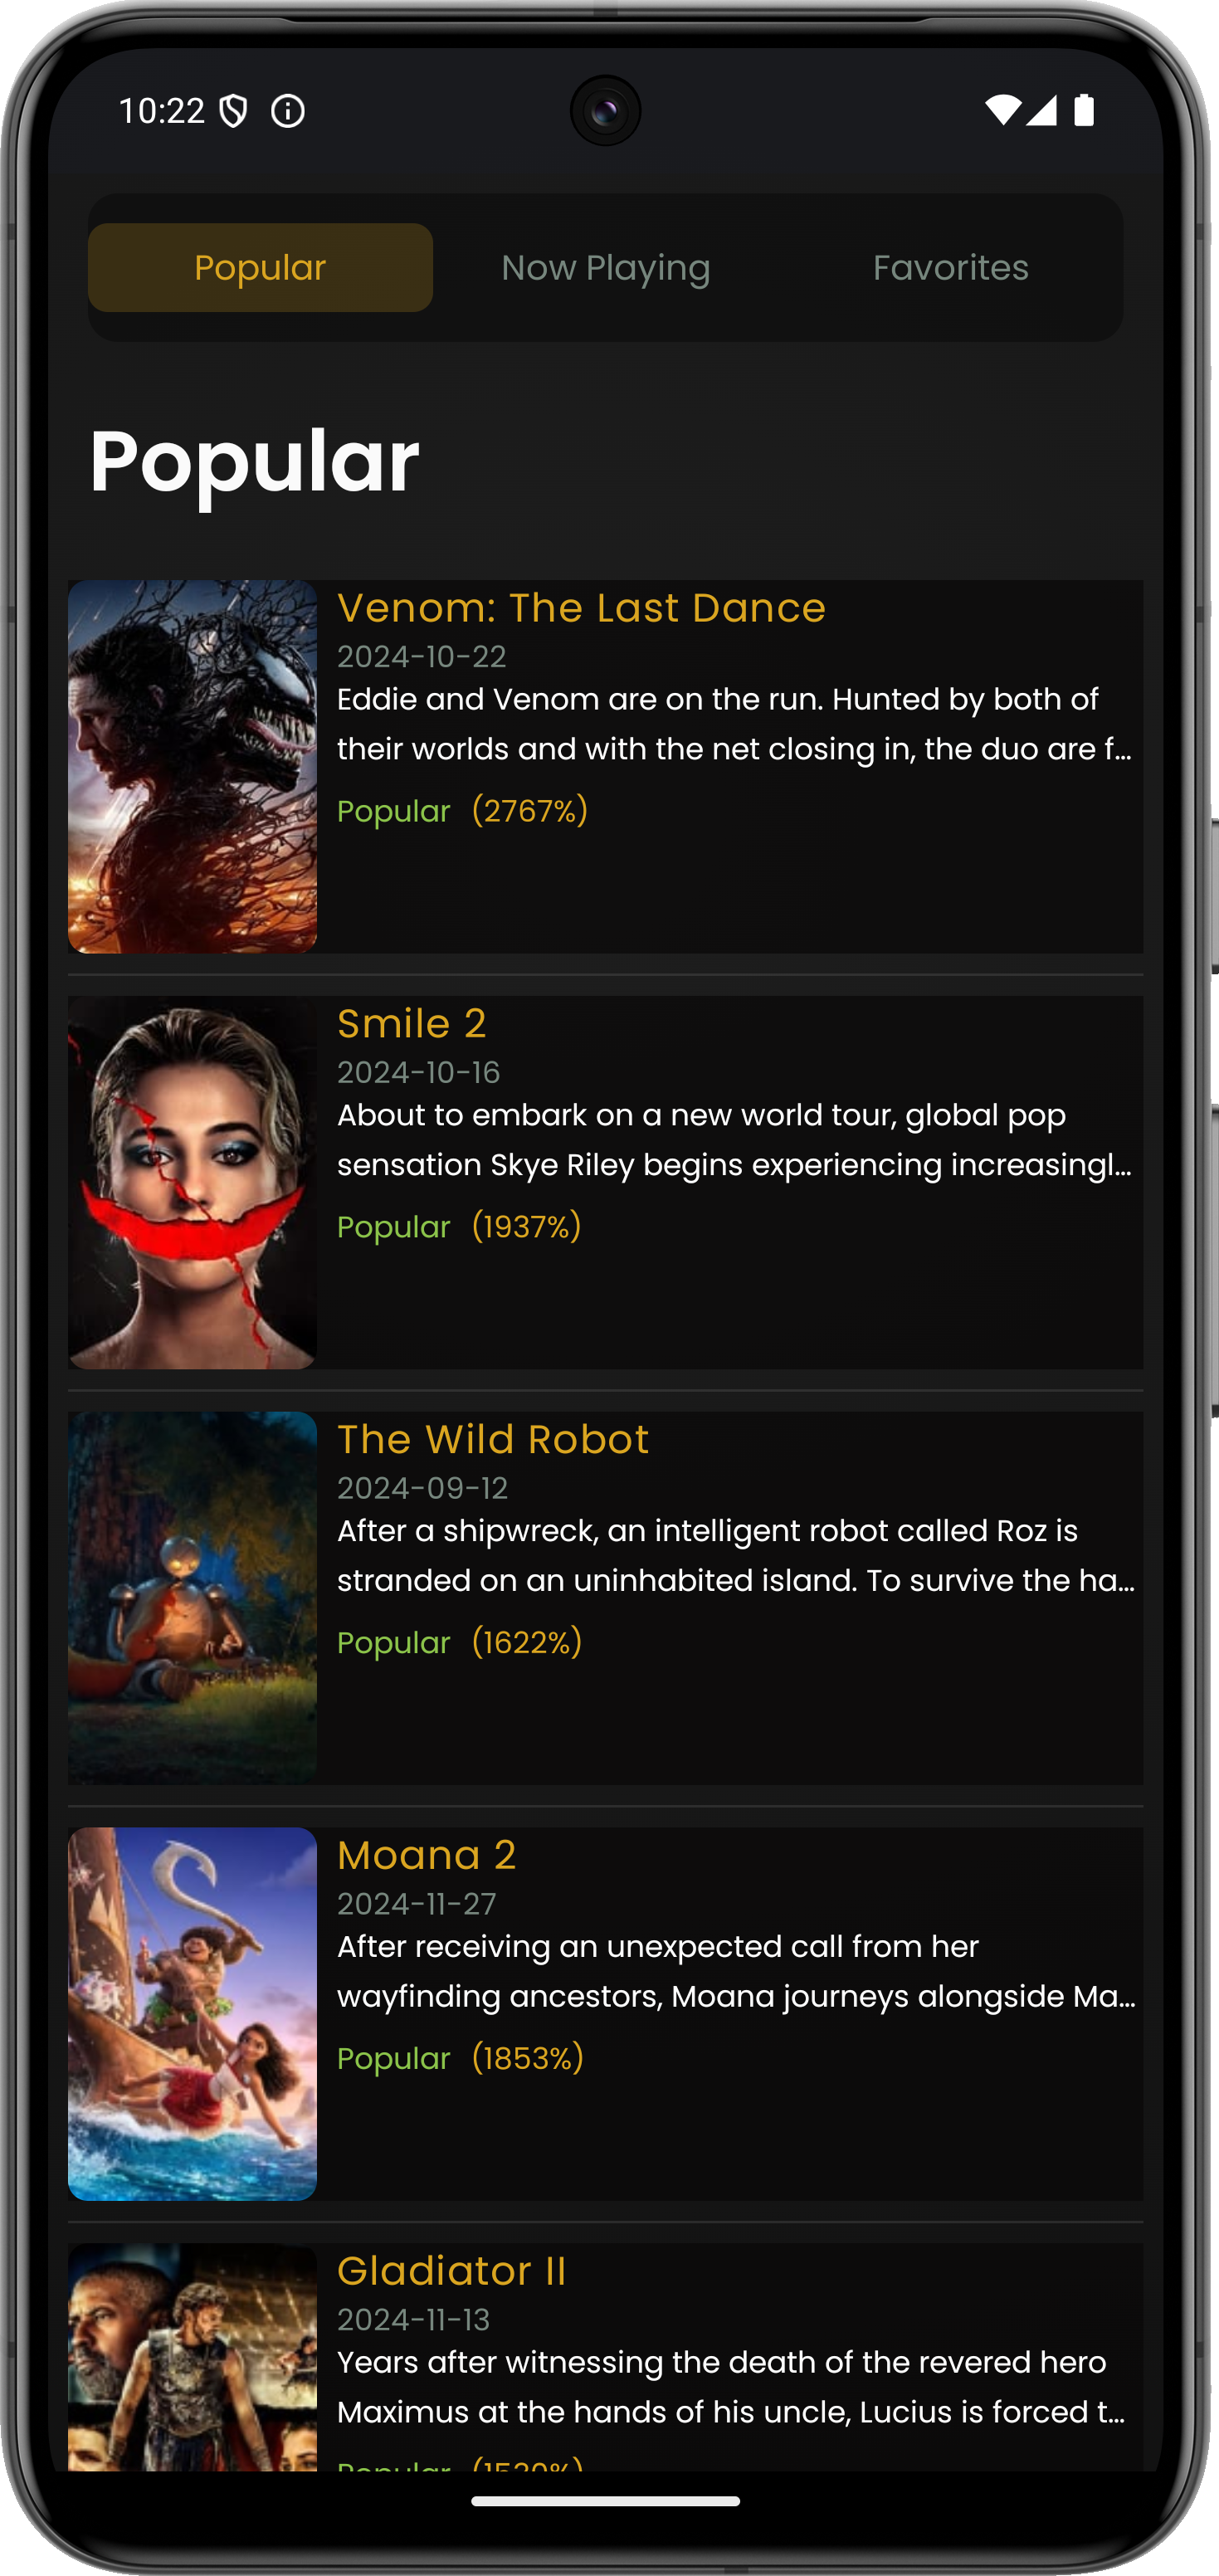 10:22
Popular
Now Playing
Favorites
Popular
Venom: The Last Dance
2024-10-22
Eddie and Venom are on the run. Hunted by both of
their worlds and with the net closing in, the duo are f...
Popular (2767%)
Smile 2
2024-10-16
About to embark on a new world tour, global pop
sensation Skye Riley begins experiencing increasingl...
Popular (1937%)
The Wild Robot
2024-09-12
After a shipwreck, an intelligent robot called Roz is
stranded on an uninhabited island. To survive the ha...
Popular (1622%)
Moana 2
2024-11-27
After receiving an unexpected call from her
wayfinding ancestors, Moana journeys alongside Ma...
Popular (1853%)
Gladiator II
2024-11-13
Years after witnessing the death of the revered hero
Maximus at the hands of his uncle, Lucius is forced t...
Popular